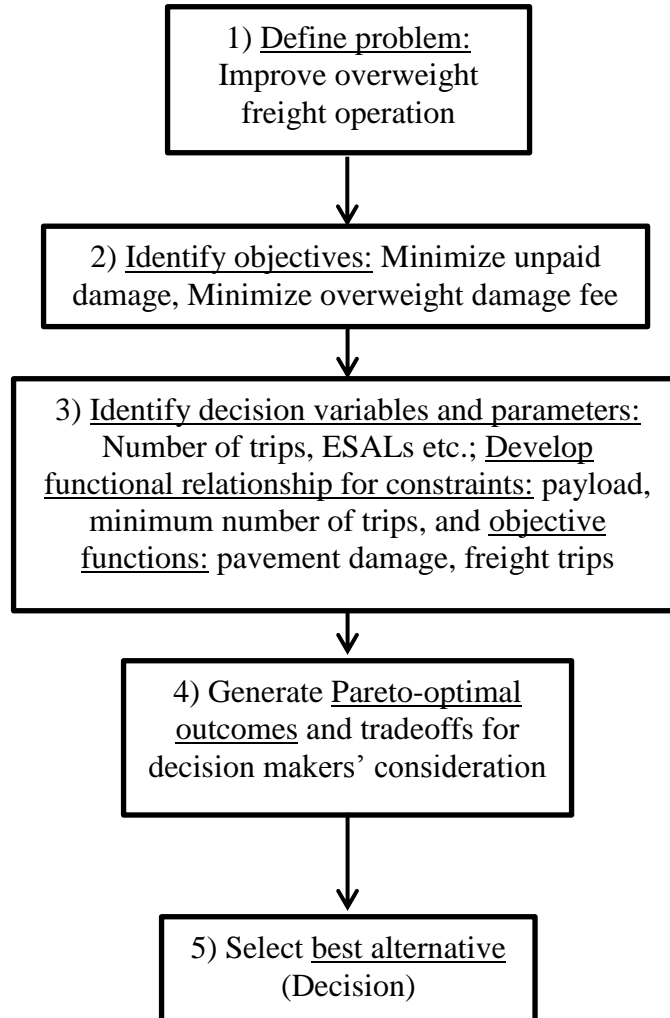 1) Define problem:
Improve overweight
freight operation
2) Identify objectives: Minimize unpaid
damage, Minimize overweight damage fee
3) Identify decision variables and parameters:
Number of trips, ESALs etc.; Develop
functional relationship for constraints: payload,
minimum number of trips, and objective
functions: pavement damage, freight trips
4) Generate Pareto-optimal
outcomes and tradeoffs for
decision makers’ consideration
5) Select best alternative
(Decision)